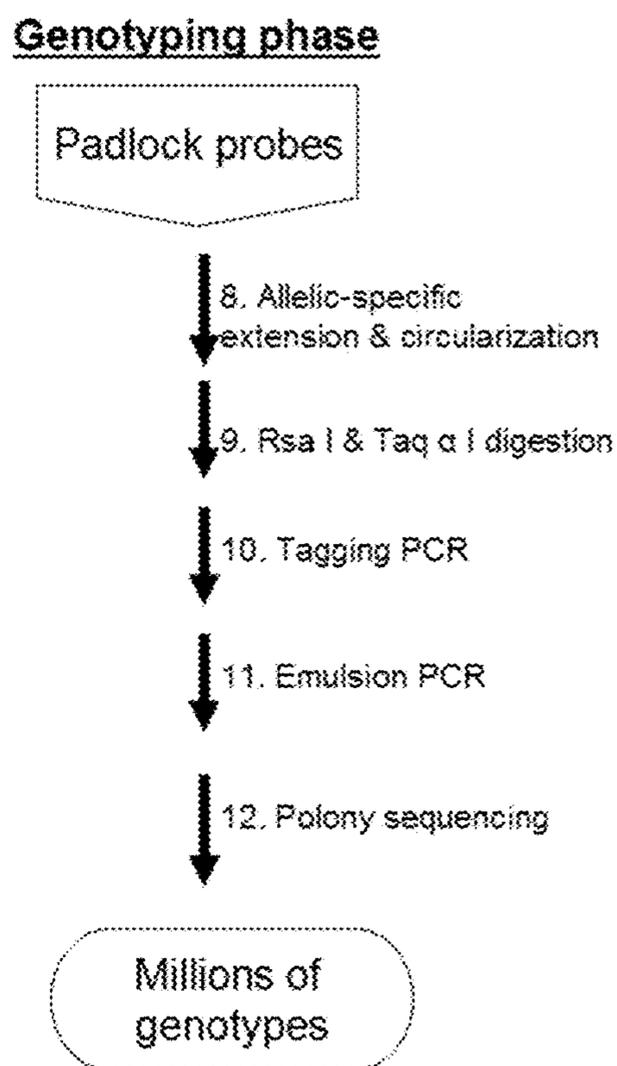 Genotyping phase
Padlock probes
8. Allelic-specific
extension & circularization
9. Rsa I & Taq α I digestion
10. Tagging PCR
11. Emulsion PCR
12. Polony sequencing
Millions of
genotypes